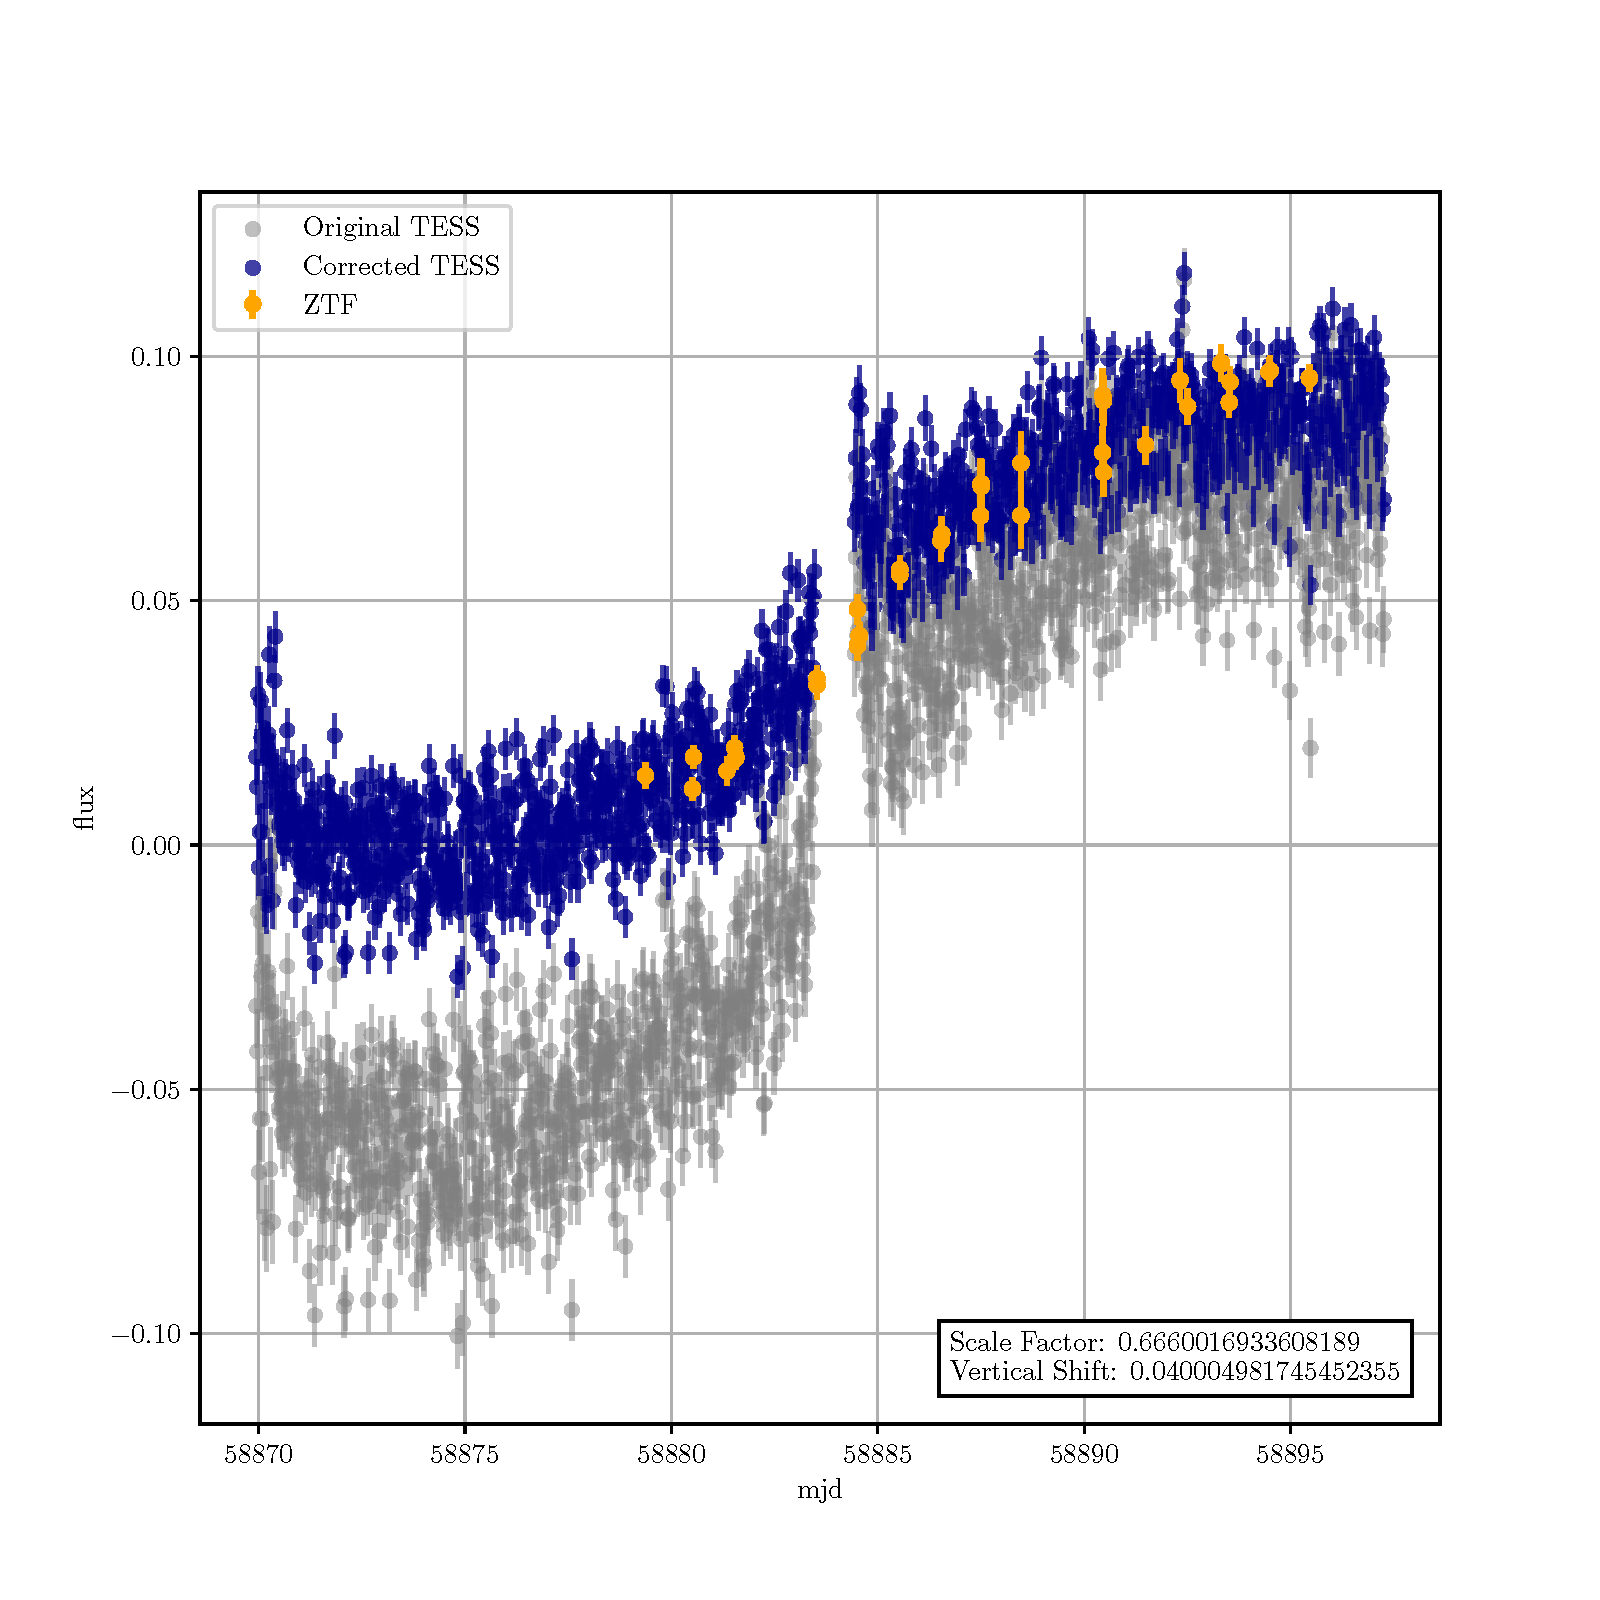 Original TESS
Corrected TESS
ZTF
0.10
0.05
0.00
−0.05
−0.10
flux
Scale Factor: 0.6660016933608189
Vertical Shift: 0.040004981745452355
58870 58875 58880 58885 58890 58895
mjd